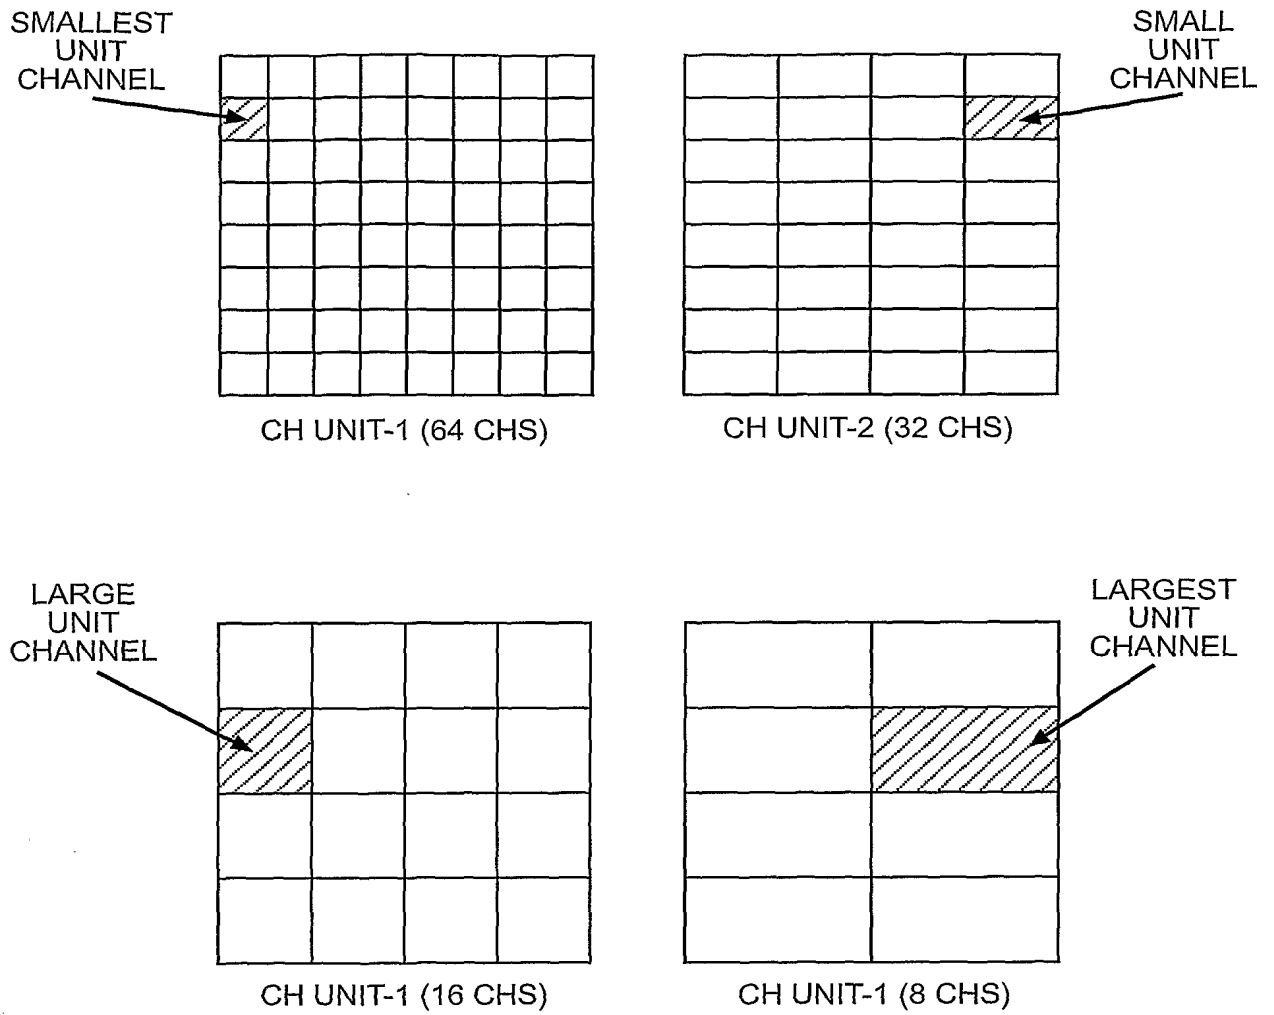 SMALLEST
UNIT
CHANNEL
SMALL
UNIT
CHANNEL
CH UNIT-1 (64 CHS)
CH UNIT-2 (32 CHS)
LARGE
UNIT
CHANNEL
LARGEST
UNIT
CHANNEL
CH UNIT-1 (16 CHS)
CH UNIT-1 (8 CHS)